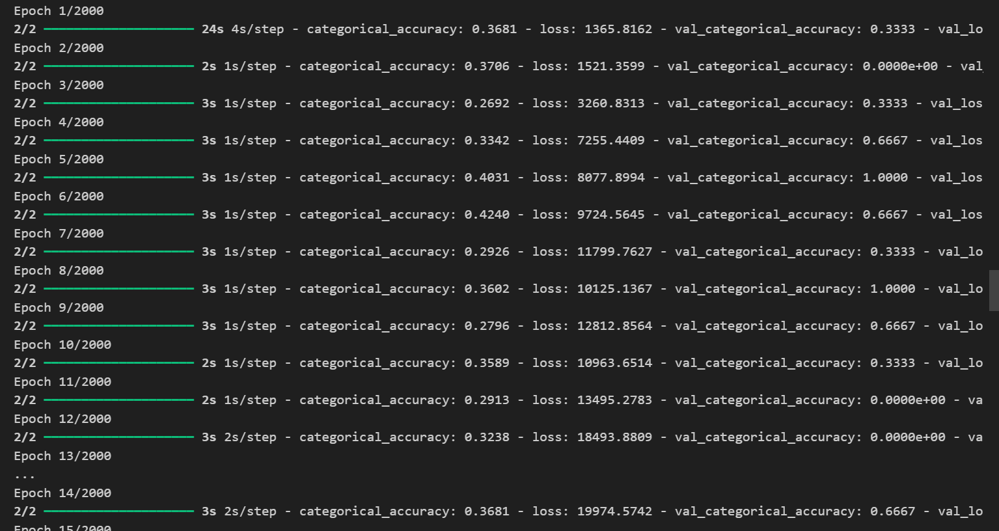 Epoch 1/2000
2/2 ━━━━━━━━━━━━━━━━━━━━ 24s 4s/step - categorical_accuracy: 0.3681 - loss: 1365.8162 - val_categorical_accuracy: 0.3333 - val_lo
Epoch 2/2000
2/2 ━━━━━━━━━━━━━━━━━━━━ 2s 1s/step - categorical_accuracy: 0.3706 - loss: 1521.3599 - val_categorical_accuracy: 0.0000e+00 - val_
Epoch 3/2000
2/2 ━━━━━━━━━━━━━━━━━━━━ 3s 1s/step - categorical_accuracy: 0.2692 - loss: 3260.8313 - val_categorical_accuracy: 0.3333 - val_los
Epoch 4/2000
2/2 ━━━━━━━━━━━━━━━━━━━━ 3s 1s/step - categorical_accuracy: 0.3342 - loss: 7255.4409 - val_categorical_accuracy: 0.6667 - val_los
Epoch 5/2000
2/2 ━━━━━━━━━━━━━━━━━━━━ 3s 1s/step - categorical_accuracy: 0.4031 - loss: 8077.8994 - val_categorical_accuracy: 1.0000 - val_los
Epoch 6/2000
2/2 ━━━━━━━━━━━━━━━━━━━━ 3s 1s/step - categorical_accuracy: 0.4240 - loss: 9724.5645 - val_categorical_accuracy: 0.6667 - val_los
Epoch 7/2000
2/2 ━━━━━━━━━━━━━━━━━━━━ 3s 1s/step - categorical_accuracy: 0.2926 - loss: 11799.7627 - val_categorical_accuracy: 0.3333 - val_lo
Epoch 8/2000
2/2 ━━━━━━━━━━━━━━━━━━━━ 3s 1s/step - categorical_accuracy: 0.3602 - loss: 10125.1367 - val_categorical_accuracy: 1.0000 - val_lo
Epoch 9/2000
2/2 ━━━━━━━━━━━━━━━━━━━━ 3s 1s/step - categorical_accuracy: 0.2796 - loss: 12812.8564 - val_categorical_accuracy: 0.6667 - val_lo
Epoch 10/2000
2/2 ━━━━━━━━━━━━━━━━━━━━ 2s 1s/step - categorical_accuracy: 0.3589 - loss: 10963.6514 - val_categorical_accuracy: 0.3333 - val_lo
Epoch 11/2000
2/2 ━━━━━━━━━━━━━━━━━━━━ 2s 1s/step - categorical_accuracy: 0.2913 - loss: 13495.2783 - val_categorical_accuracy: 0.0000e+00 - va
Epoch 12/2000
2/2 ━━━━━━━━━━━━━━━━━━━━ 3s 2s/step - categorical_accuracy: 0.3238 - loss: 18493.8809 - val_categorical_accuracy: 0.0000e+00 - va
Epoch 13/2000
...
Epoch 14/2000
2/2 ━━━━━━━━━━━━━━━━━━━━ 3s 2s/step - categorical_accuracy: 0.3681 - loss: 19974.5742 - val_categorical_accuracy: 0.6667 - val_lo
Epoch 15/2000